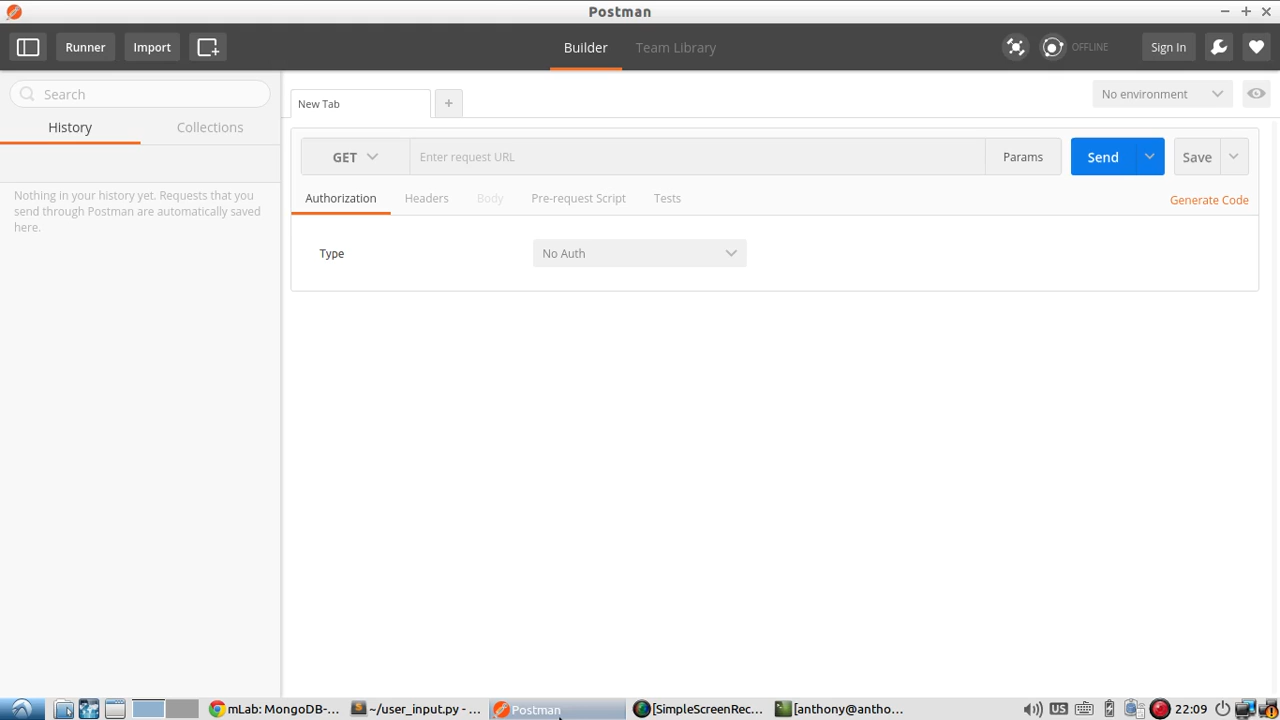 Postman
Runner
Import
Builder
Team Library
OFFLINE
Sign In
Search
New Tab
+
No environment
History
Collections
GET
Enter request URL
Params
Send
Save
Nothing in your history yet. Requests that you
send through Postman are automatically saved
here.
Authorization
Headers
Body
Pre-request Script
Tests
Generate Code
Type
No Auth
mLab: MongoDB-...
~/user_input.py - ...
Postman
[SimpleScreenRec...
[anthony@antho...
US
22:09